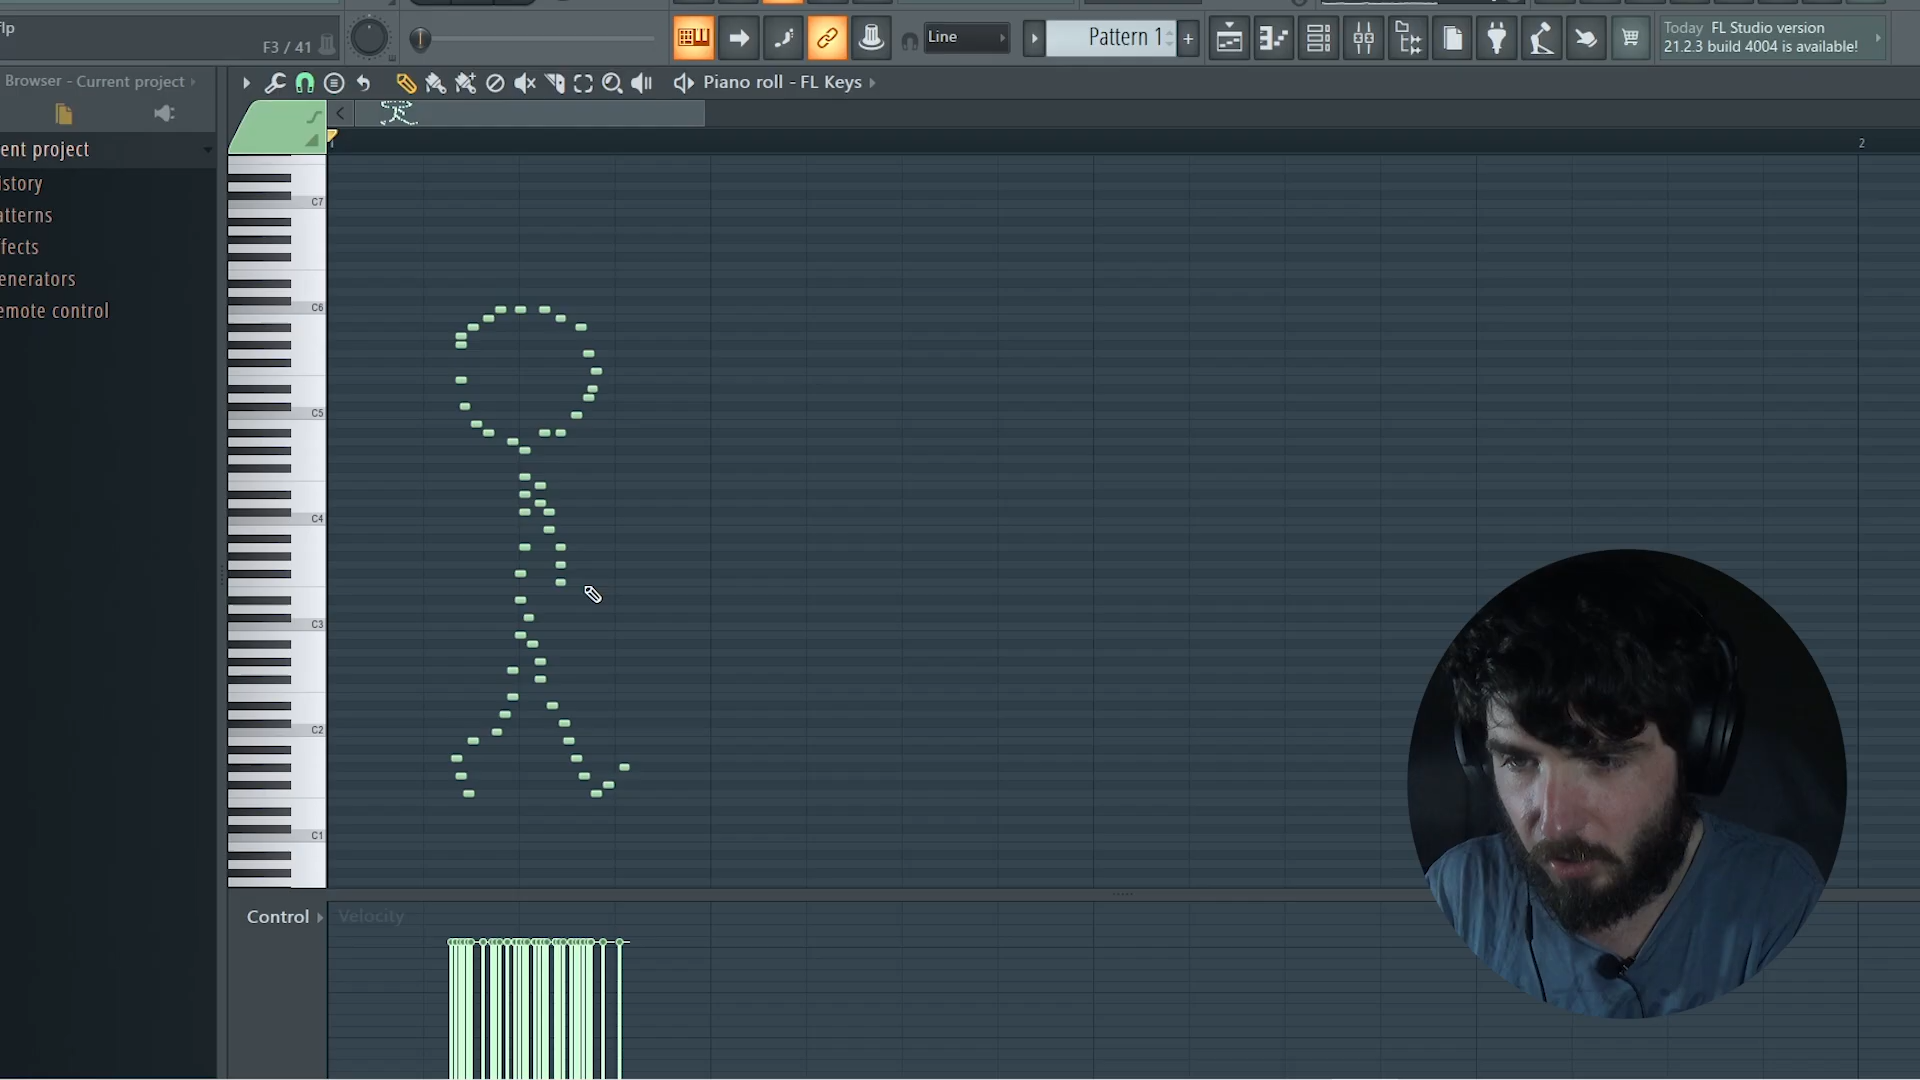 lp
F3 / 41
Line
Pattern 1
Today FL Studio version
21.2.3 build 4004 is available!
Browser - Current project
Piano roll - FL Keys
ent project
istory
atterns
ffects
enerators
emote control
2
C7
C6
C5
C4
C3
C2
C1
Control
Velocity